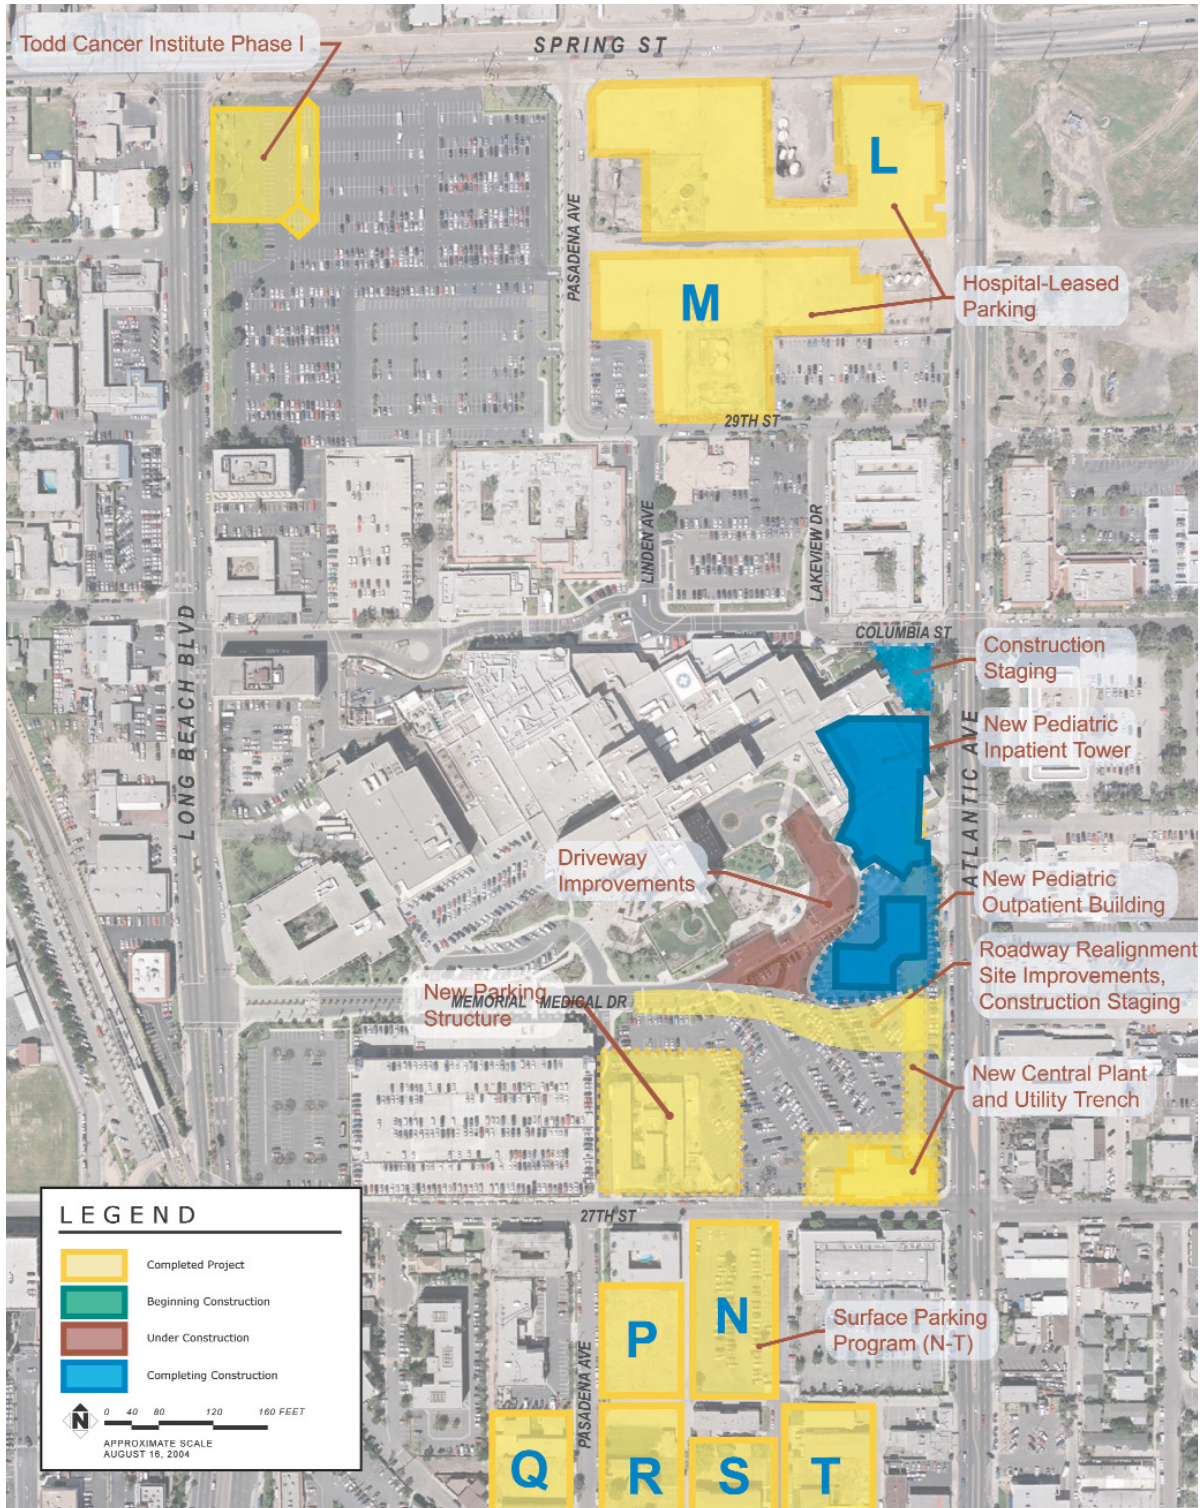 SPRING ST
Todd Cancer Institute Phase I
L
PASADENA AVE
Hospital-Leased
Parking
M
29TH ST
LINDEN AVE
LAKEVIEW DR
COLUMBIA ST
LONG BEACH BLVD
Construction
Staging
ATLANTIC AVE
New Pediatric
Inpatient Tower
Driveway
Improvements
New Pediatric
Outpatient Building
Roadway Realignment
Site Improvements,
Construction Staging
New Parking
Structure
MEMORIAL MEDICAL DR
New Central Plant
and Utility Trench
27TH ST
LEGEND
Completed Project
Beginning Construction
Under Construction
Completing Construction
N
0 40 80 120 160 FEET
APPROXIMATE SCALE
AUGUST 16, 2004
P
N
Surface Parking
Program (N-T)
PASADENA AVE
Q
R
S
T